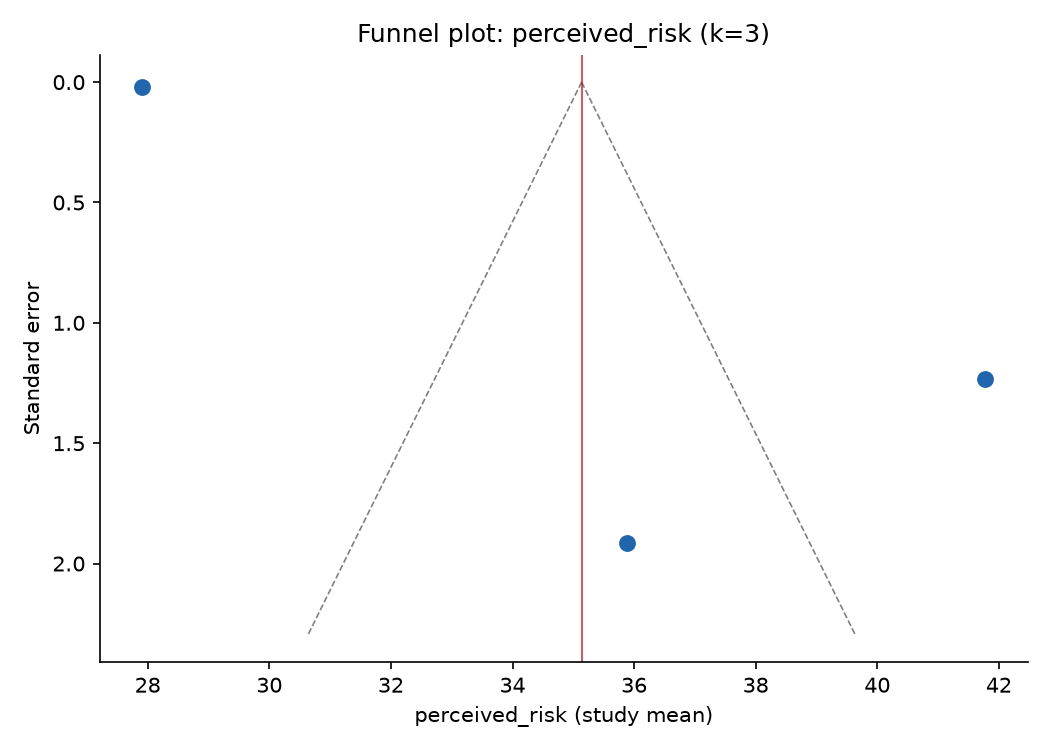 Funnel plot: perceived_risk (k=3)
Standard error
0.0
0.5
1.0
1.5
2.0
28 30 32 34 36 38 40 42
perceived_risk (study mean)